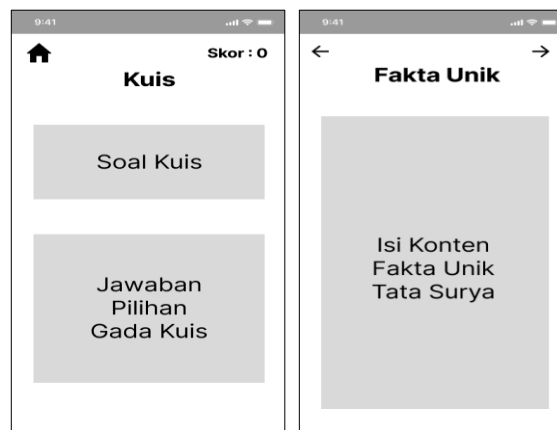 9:41
Skor : 0
Kuis
Soal Kuis
Jawaban
Pilihan
Gada Kuis
9:41
Fakta Unik
Isi Konten
Fakta Unik
Tata Surya